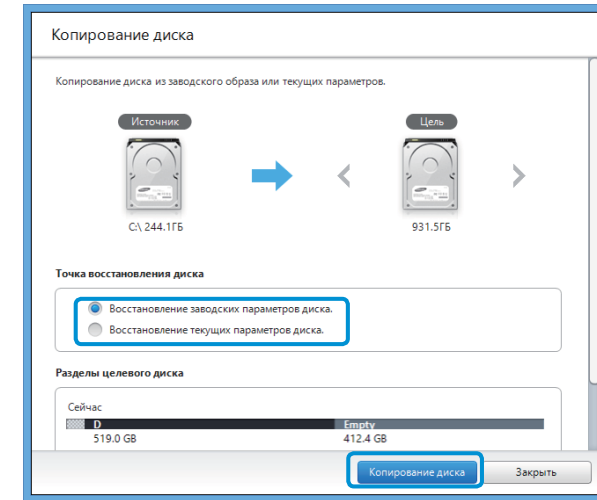 Копирование диска
Копирование диска из заводского образа или текущих параметров.
Источник
Цель
C:\ 244.1ГБ
931.5ГБ
Точка восстановления диска
Восстановление заводских параметров диска.
Восстановление текущих параметров диска.
Разделы целевого диска
Сейчас
D
Empty
519.0 GB
412.4 GB
Копирование диска
Закрыть